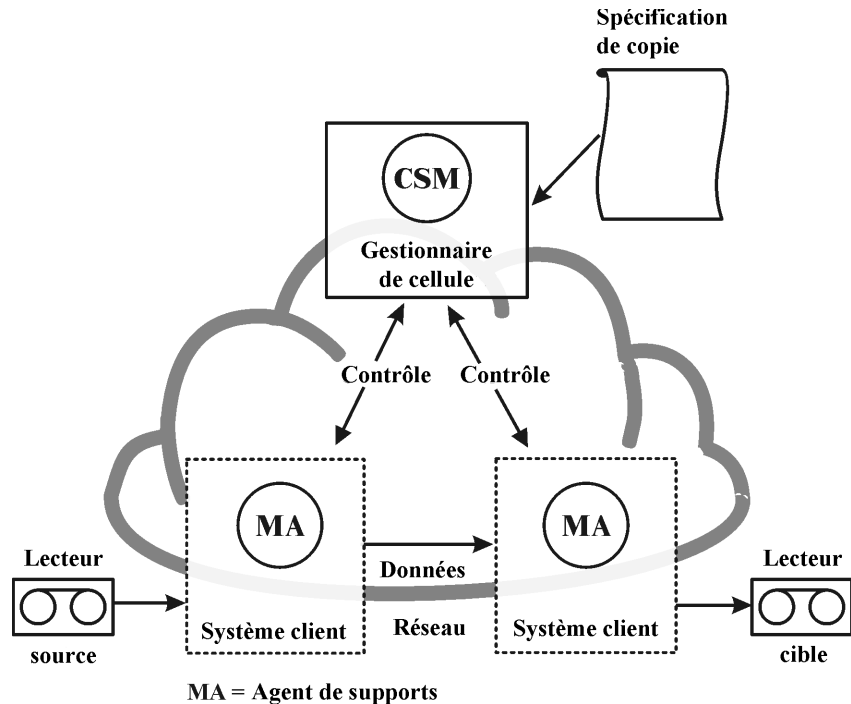 Spécification
de copie
CSM
Gestionnaire
de cellule
Contrôle
Contrôle
MA
MA
Lecteur
Données
Lecteur
Système client
Réseau
Système client
source
cible
MA = Agent de supports